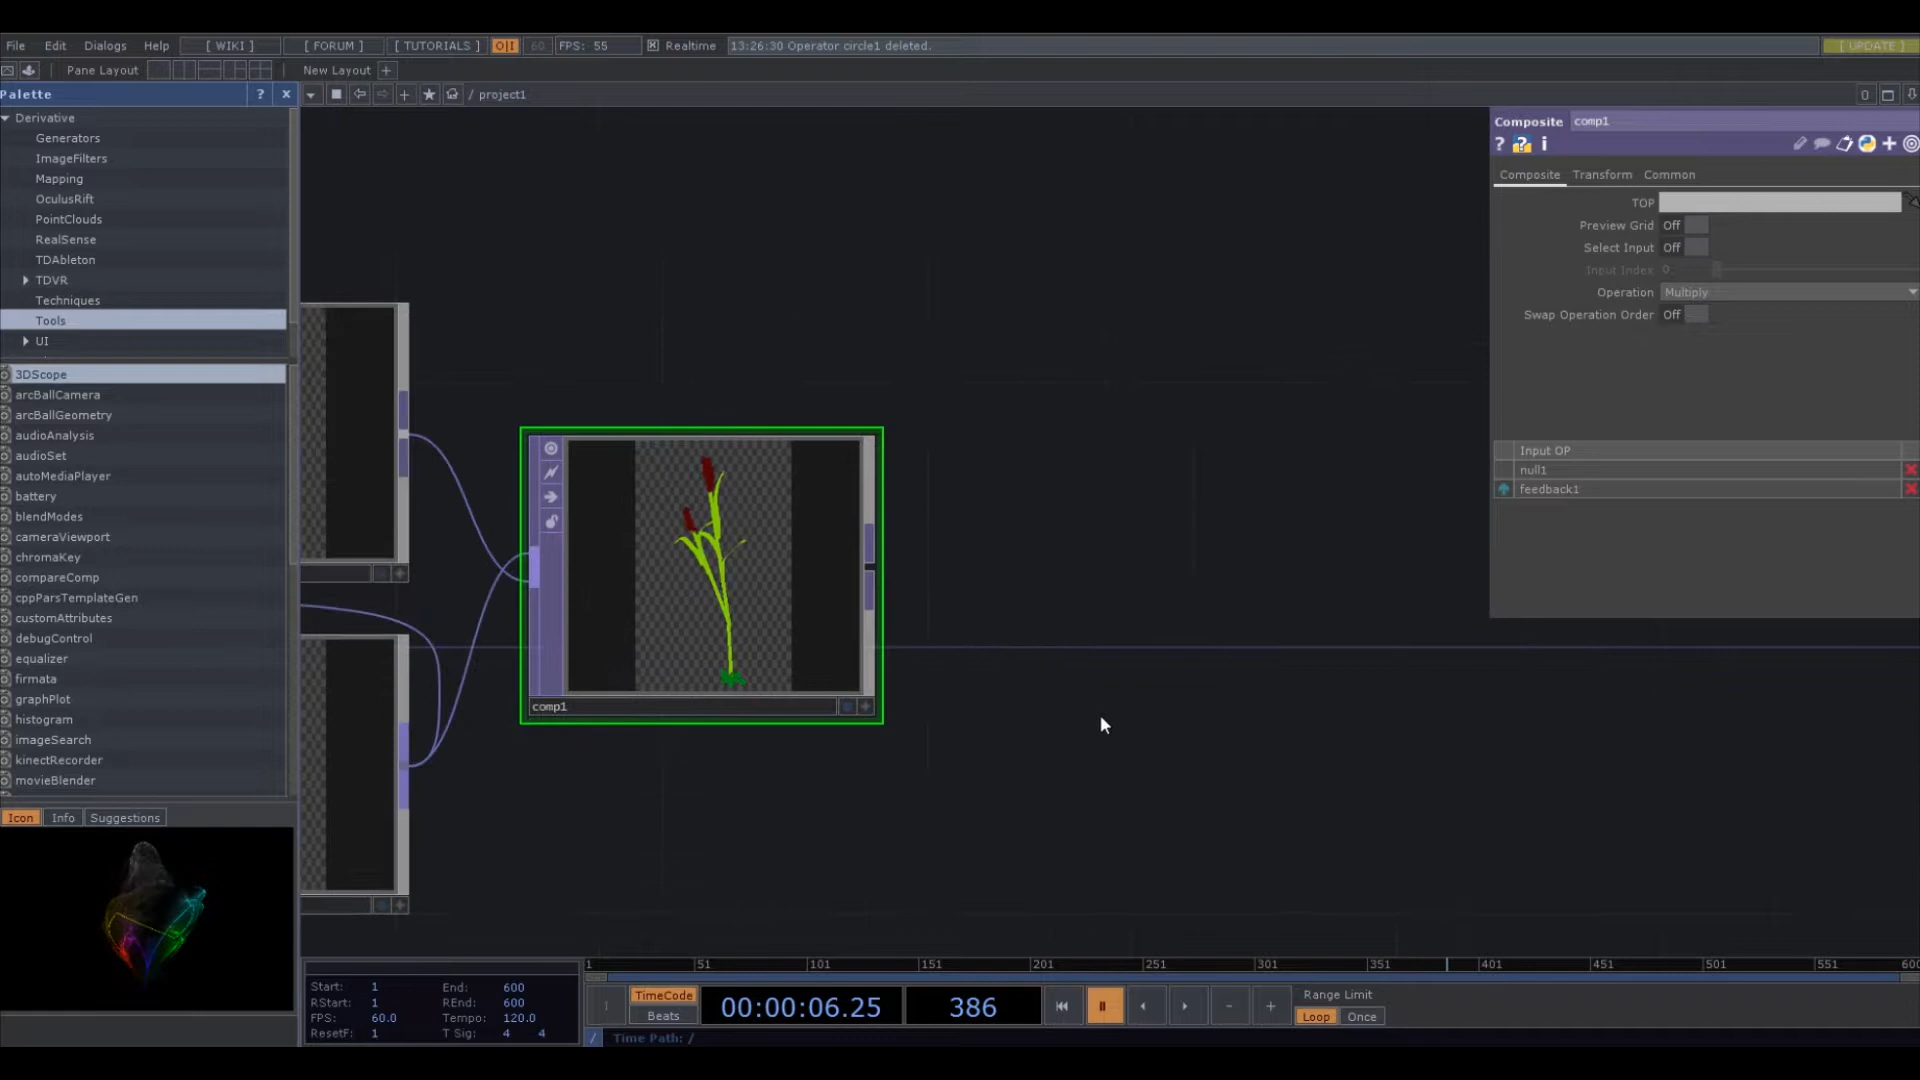 File Edit Dialogs Help [ WIKI ] [ FORUM ] [ TUTORIALS ] O|I 60 FPS: 55 Realtime 13:26:30 Operator circle1 deleted. [ UPDATE ]
Pane Layout New Layout +
Palette ? x + / project1 0
Derivative
Generators
ImageFilters
Mapping
OculusRift
PointClouds
RealSense
TDAbleton
TDVR
Techniques
Tools
UI
3DScope
arcBallCamera
arcBallGeometry
audioAnalysis
audioSet
autoMediaPlayer
battery
blendModes
cameraViewport
chromaKey
compareComp
cppParsTemplateGen
customAttributes
debugControl
equalizer
firmata
graphPlot
histogram
imageSearch
kinectRecorder
movieBlender
Icon Info Suggestions
comp1
Composite comp1
? ? i
Composite Transform Common
TOP
Preview Grid Off
Select Input Off
Input Index 0
Operation Multiply
Swap Operation Order Off
Input OP
null1
feedback1
1 51 101 151 201 251 301 351 401 451 501 551 600
Start: 1 End: 600
RStart: 1 REnd: 600
FPS: 60.0 Tempo: 120.0
ResetF: 1 T Sig: 4 4
TimeCode
Beats
00:00:06.25 386
- +
Range Limit
Loop Once
/ Time Path: /